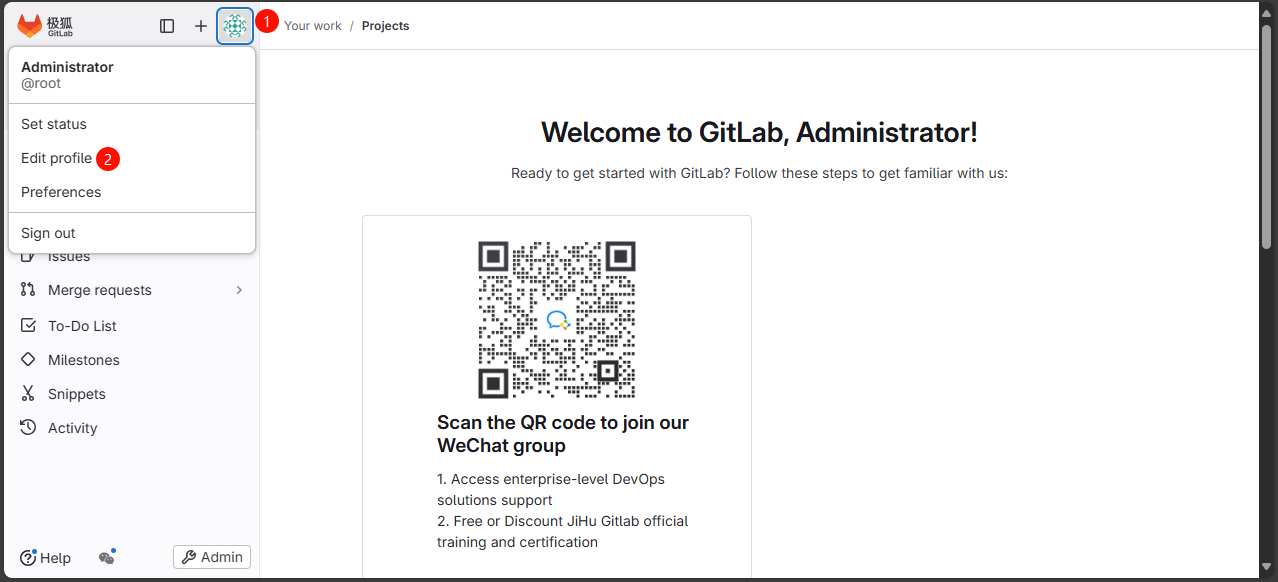 极狐
GitLab
1
Your work / Projects
Administrator
@root
Set status
Edit profile 2
Preferences
Sign out
Issues
Merge requests
To-Do List
Milestones
Snippets
Activity
Help
Admin
Welcome to GitLab, Administrator!
Ready to get started with GitLab? Follow these steps to get familiar with us:
Scan the QR code to join our
WeChat group
1. Access enterprise-level DevOps
solutions support
2. Free or Discount JiHu Gitlab official
training and certification